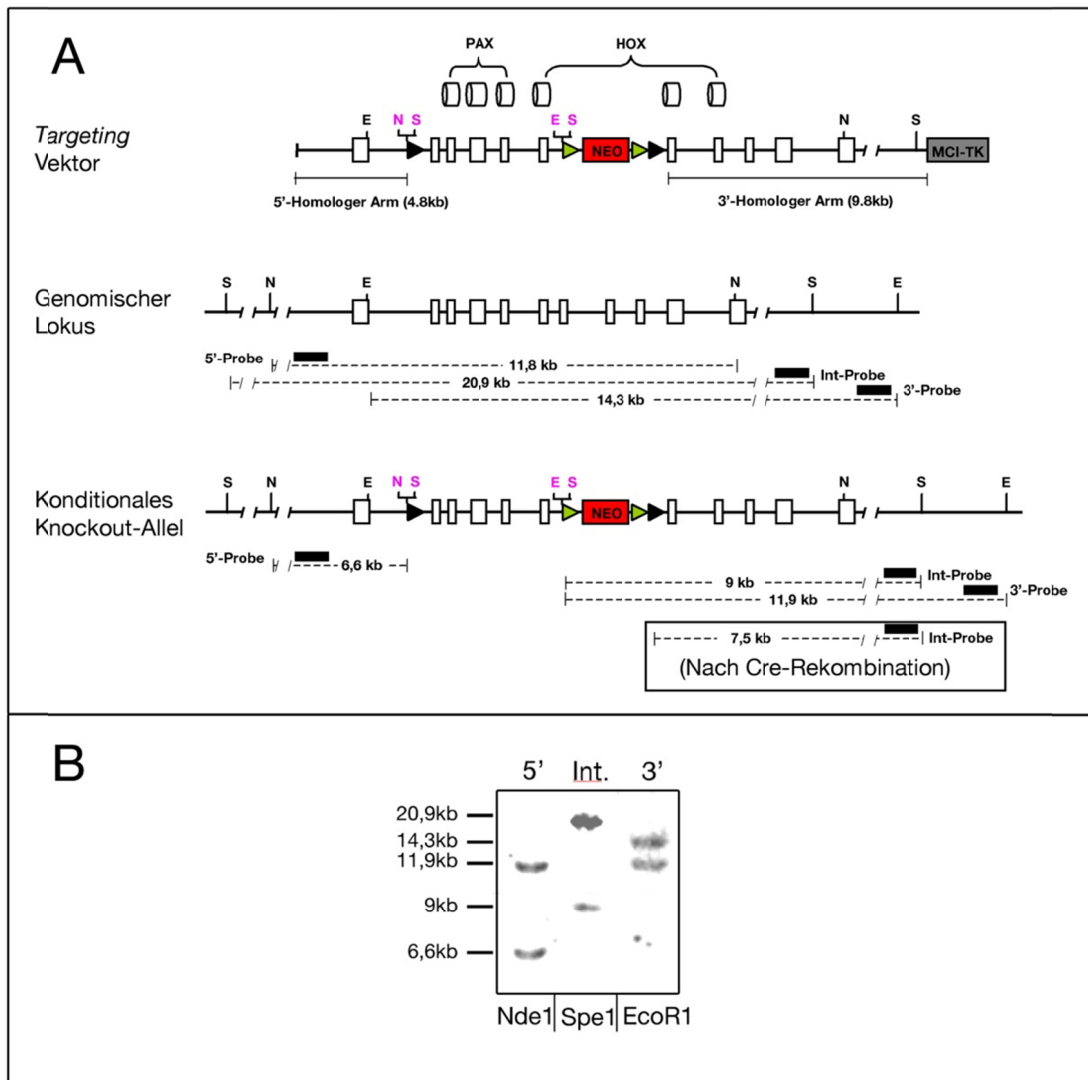 A
PAX HOX
Targeting
Vektor
E N S E S N S
NEO MCI-TK
5'-Homologer Arm (4.8kb) 3'-Homologer Arm (9.8kb)
Genomischer
Lokus
S N E N S E
5'-Probe 11,8 kb
20,9 kb Int-Probe
14,3 kb 3'-Probe
Konditionales
Knockout-Allel
S N E N S E S N S E
NEO
5'-Probe 6,6 kb
9 kb Int-Probe
11,9 kb 3'-Probe
7,5 kb Int-Probe
(Nach Cre-Rekombination)
B
5' Int. 3'
20,9kb
14,3kb
11,9kb
9kb
6,6kb
Nde1 Spe1 EcoR1